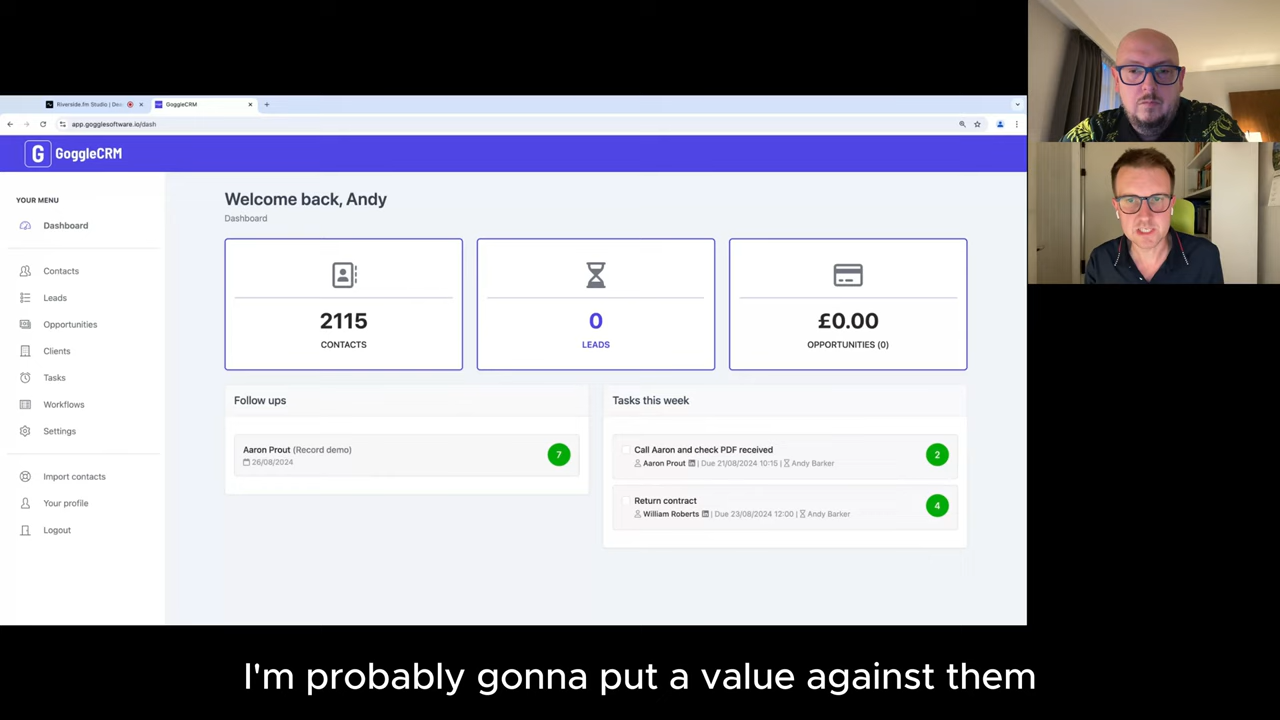 Riverside.fm Studio | Dea
GoggleCRM
app.gogglesoftware.io/dash
G GoggleCRM
YOUR MENU
Dashboard
Contacts
Leads
Opportunities
Clients
Tasks
Workflows
Settings
Import contacts
Your profile
Logout
Welcome back, Andy
Dashboard
2115
CONTACTS
0
LEADS
£0.00
OPPORTUNITIES (0)
Follow ups
Aaron Prout (Record demo)
26/08/2024
7
Tasks this week
Call Aaron and check PDF received
Aaron Prout | Due 21/08/2024 10:15 | Andy Barker
2
Return contract
William Roberts | Due 23/08/2024 12:00 | Andy Barker
4
I'm probably gonna put a value against them